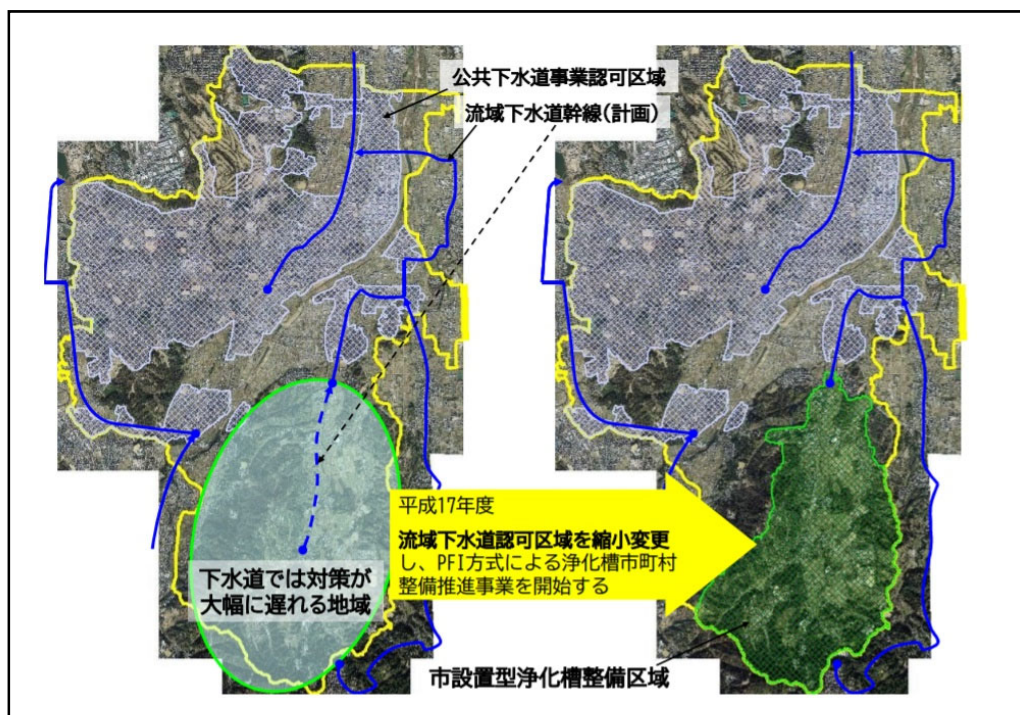 公共下水道事業認可区域
流域下水道幹線(計画)
平成17年度
流域下水道認可区域を縮小変更
し、PFI方式による浄化槽市町村
整備推進事業を開始する
下水道では対策が
大幅に遅れる地域
市設置型浄化槽整備区域